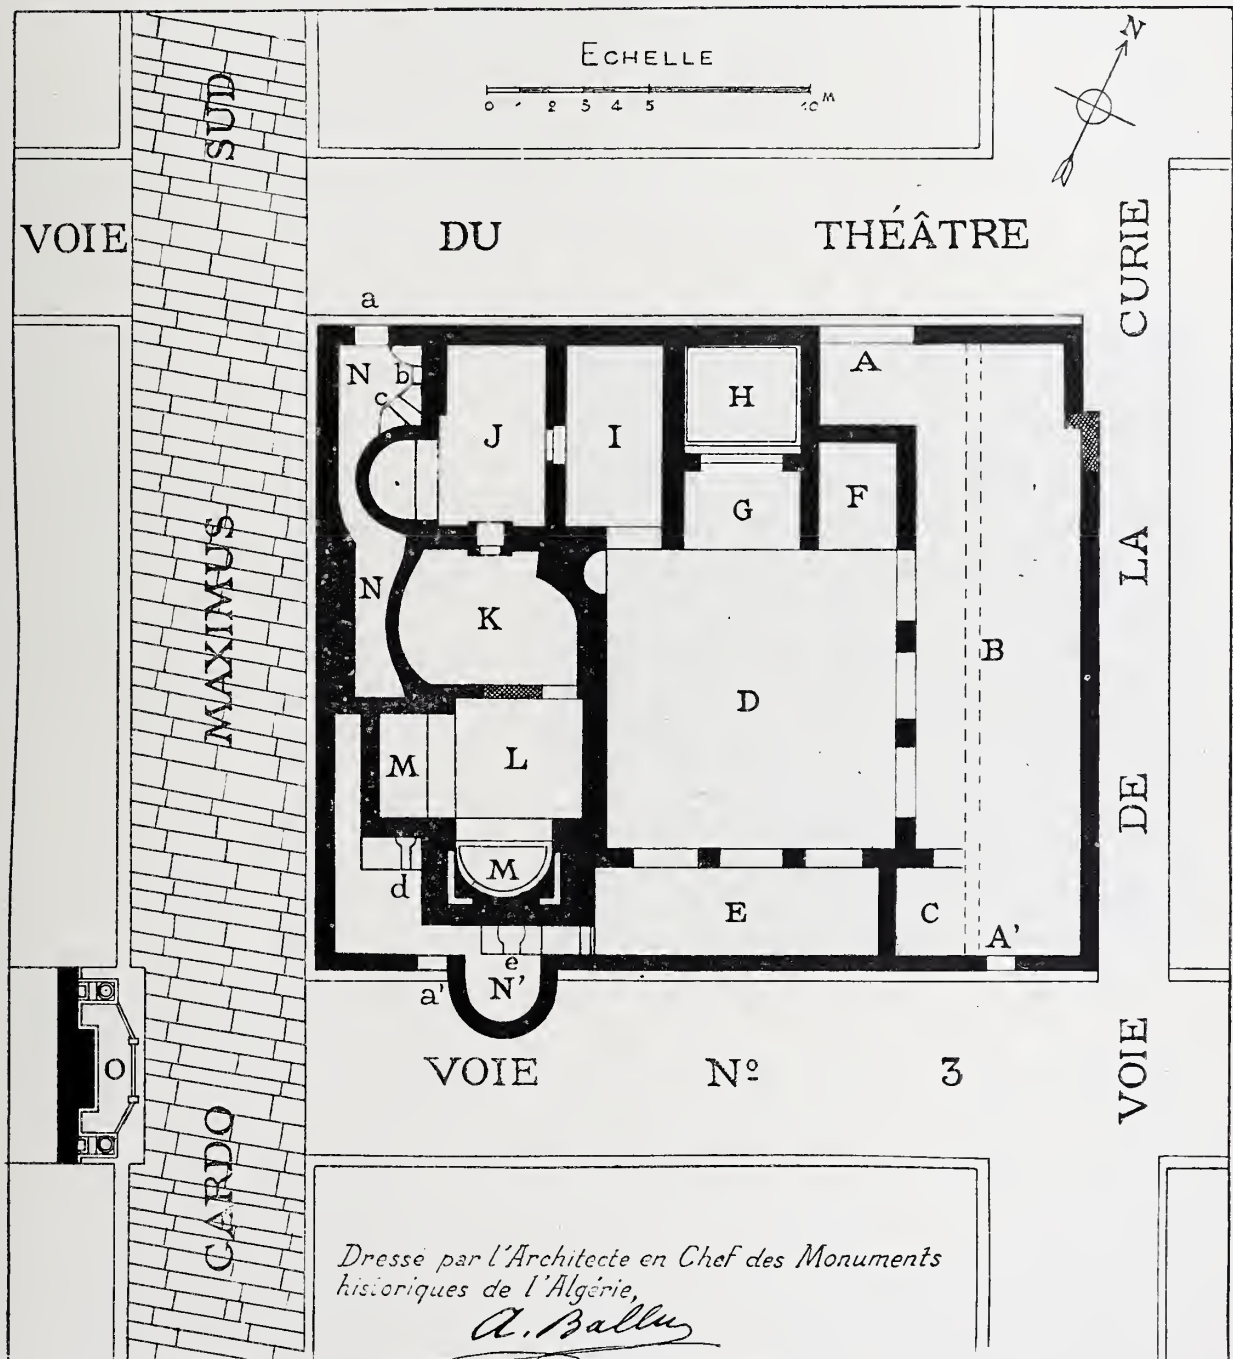 ECHELLE
0 1 2 3 4 5 10 M
N
SUD
VOIE DU THÉÂTRE
CURIE
a
A
N b
c
J I H
G F
MAXIMUS
LA
N
K
B
D
M L
DE
M
d
E C
A'
e
a' N'
O
VOIE Nº 3
VOIE
CARDO
Dressé par l'Architecte en Chef des Monuments
historiques de l'Algérie,
A. Ballu